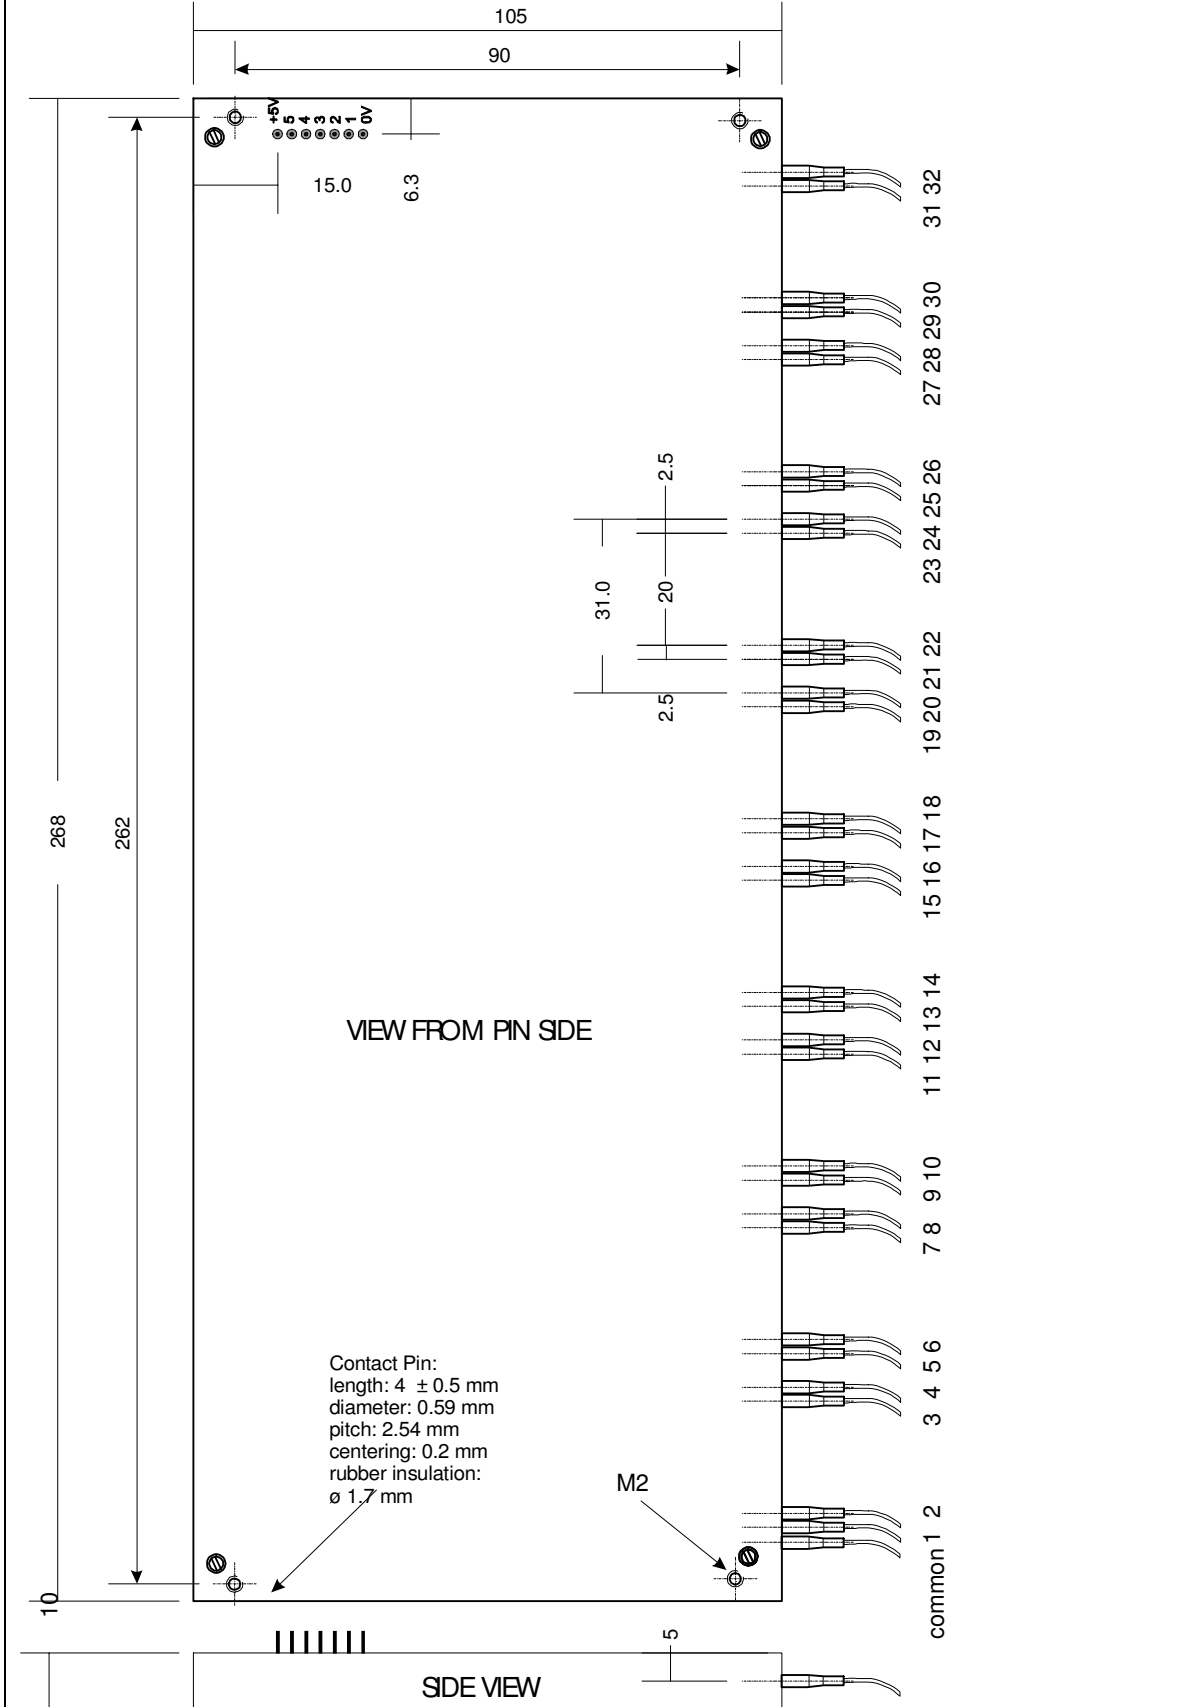 105
90
+5V
5
4
3
2
1
0V
15.0
6.3
31 32
29 30
27 28
25 26
2.5
23 24
31.0
20
21 22
2.5
19 20
17 18
268
262
15 16
13 14
VIEW FROM PIN SIDE
11 12
9 10
7 8
5 6
Contact Pin:
length: 4 ± 0.5 mm
diameter: 0.59 mm
pitch: 2.54 mm
centering: 0.2 mm
rubber insulation:
ø 1.7 mm
3 4
M2
common 1 2
10
5
SIDE VIEW